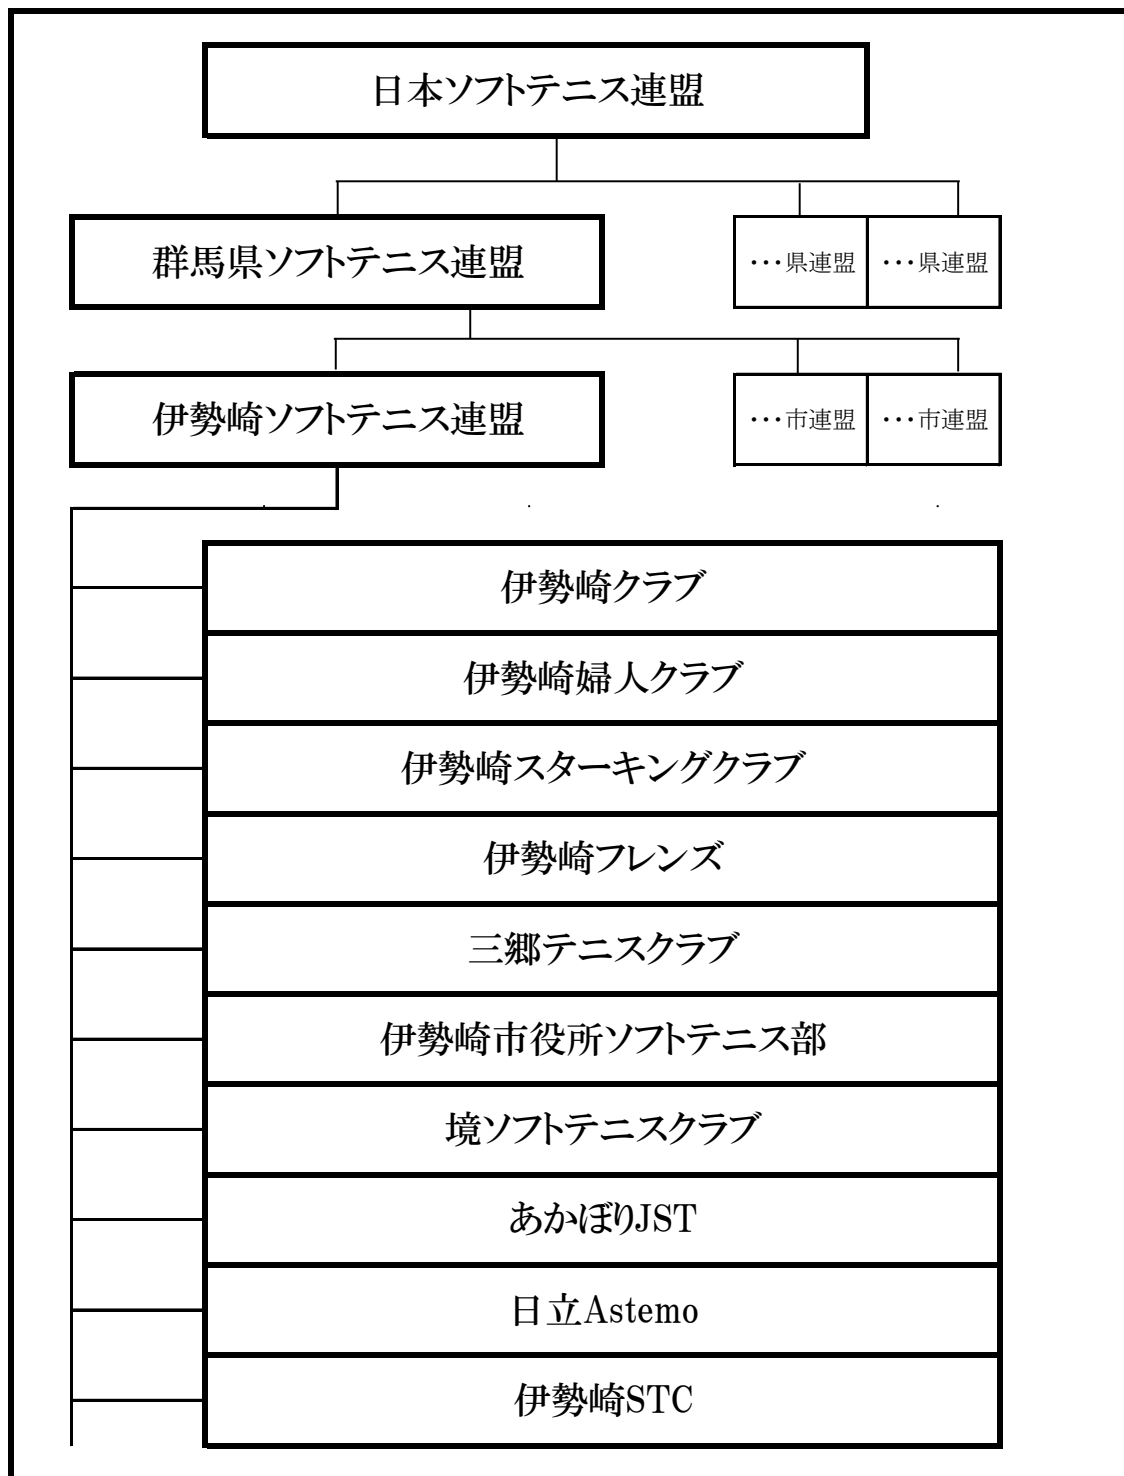 日本ソフトテニス連盟
群馬県ソフトテニス連盟
・・・県連盟
・・・県連盟
伊勢崎ソフトテニス連盟
・・・市連盟
・・・市連盟
伊勢崎クラブ
伊勢崎婦人クラブ
伊勢崎スターキングクラブ
伊勢崎フレンズ
三郷テニスクラブ
伊勢崎市役所ソフトテニス部
境ソフトテニスクラブ
あかぼりJST
日立Astemo
伊勢崎STC